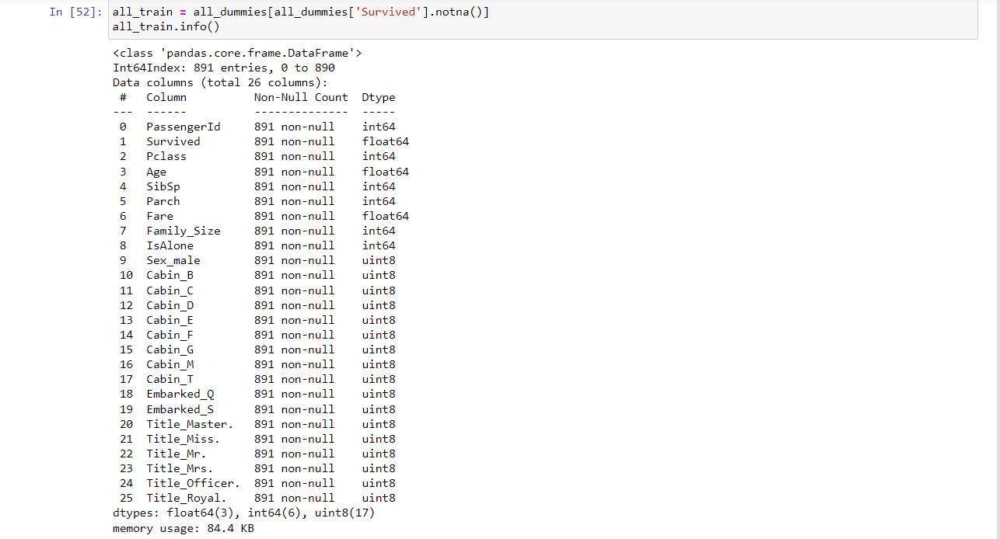 In [52]: all_train = all_dummies[all_dummies['Survived'].notna()]
all_train.info()
<class 'pandas.core.frame.DataFrame'>
Int64Index: 891 entries, 0 to 890
Data columns (total 26 columns):
 #   Column          Non-Null Count  Dtype
---  ------          --------------  -----
 0   PassengerId     891 non-null    int64
 1   Survived        891 non-null    float64
 2   Pclass          891 non-null    int64
 3   Age             891 non-null    float64
 4   SibSp           891 non-null    int64
 5   Parch           891 non-null    int64
 6   Fare            891 non-null    float64
 7   Family_Size     891 non-null    int64
 8   IsAlone         891 non-null    int64
 9   Sex_male        891 non-null    uint8
 10  Cabin_B         891 non-null    uint8
 11  Cabin_C         891 non-null    uint8
 12  Cabin_D         891 non-null    uint8
 13  Cabin_E         891 non-null    uint8
 14  Cabin_F         891 non-null    uint8
 15  Cabin_G         891 non-null    uint8
 16  Cabin_M         891 non-null    uint8
 17  Cabin_T         891 non-null    uint8
 18  Embarked_Q      891 non-null    uint8
 19  Embarked_S      891 non-null    uint8
 20  Title_Master.   891 non-null    uint8
 21  Title_Miss.     891 non-null    uint8
 22  Title_Mr.       891 non-null    uint8
 23  Title_Mrs.      891 non-null    uint8
 24  Title_Officer.  891 non-null    uint8
 25  Title_Royal.    891 non-null    uint8
dtypes: float64(3), int64(6), uint8(17)
memory usage: 84.4 KB